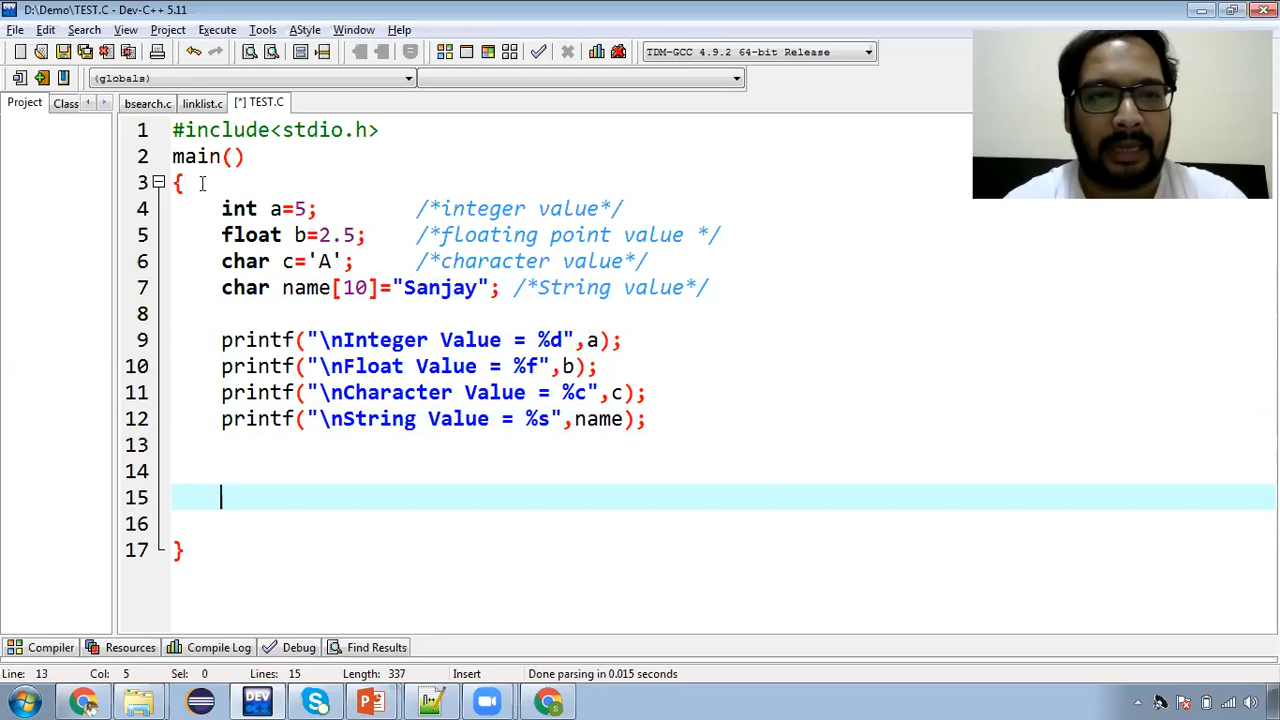 D:\Demo\TEST.C - Dev-C++ 5.11
File Edit Search View Project Execute Tools AStyle Window Help
TDM-GCC 4.9.2 64-bit Release
(globals)
Project Class bsearch.c linklist.c [*] TEST.C
1 #include<stdio.h>
2 main()
3 {
4 int a=5; /*integer value*/
5 float b=2.5; /*floating point value */
6 char c='A'; /*character value*/
7 char name[10]="Sanjay"; /*String value*/
8
9 printf("\nInteger Value = %d",a);
10 printf("\nFloat Value = %f",b);
11 printf("\nCharacter Value = %c",c);
12 printf("\nString Value = %s",name);
13
14
15
16
17 }
Compiler Resources Compile Log Debug Find Results
Line: 13 Col: 5 Sel: 0 Lines: 15 Length: 337 Insert Done parsing in 0.015 seconds
DEV C++